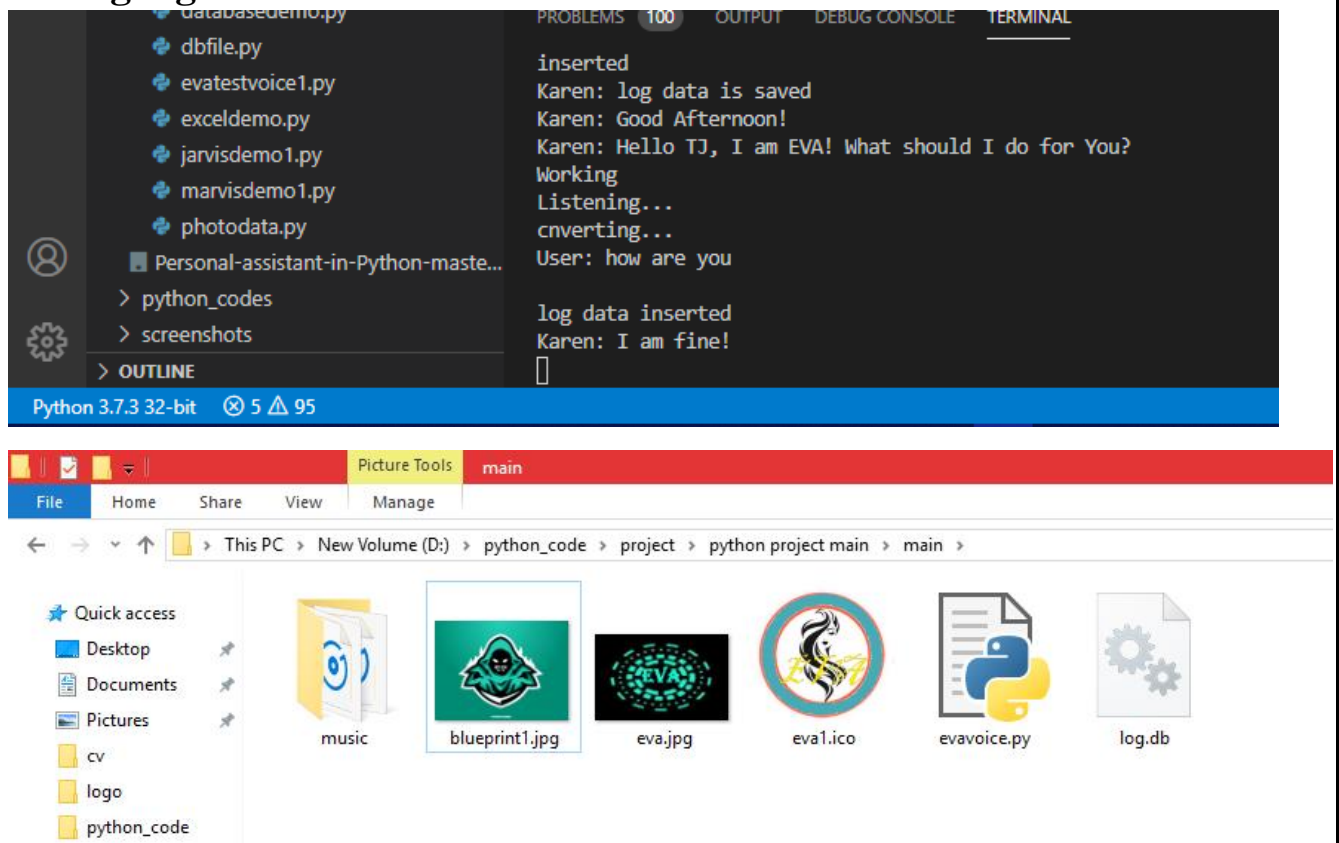 databasedemo.py
dbfile.py
evatestvoice1.py
exceldemo.py
jarvisdemo1.py
marvisdemo1.py
photodata.py
Personal-assistant-in-Python-maste...
> python_codes
> screenshots
> OUTLINE
PROBLEMS 100 OUTPUT DEBUG CONSOLE TERMINAL
inserted
Karen: log data is saved
Karen: Good Afternoon!
Karen: Hello TJ, I am EVA! What should I do for You?
Working
Listening...
cnverting...
User: how are you
log data inserted
Karen: I am fine!
Python 3.7.3 32-bit 5 95
Picture Tools main
File Home Share View Manage
> This PC > New Volume (D:) > python_code > project > python project main > main >
Quick access
Desktop
Documents
Pictures
cv
logo
python_code
EVA
EVA
music blueprint1.jpg eva.jpg eva1.ico evavoice.py log.db